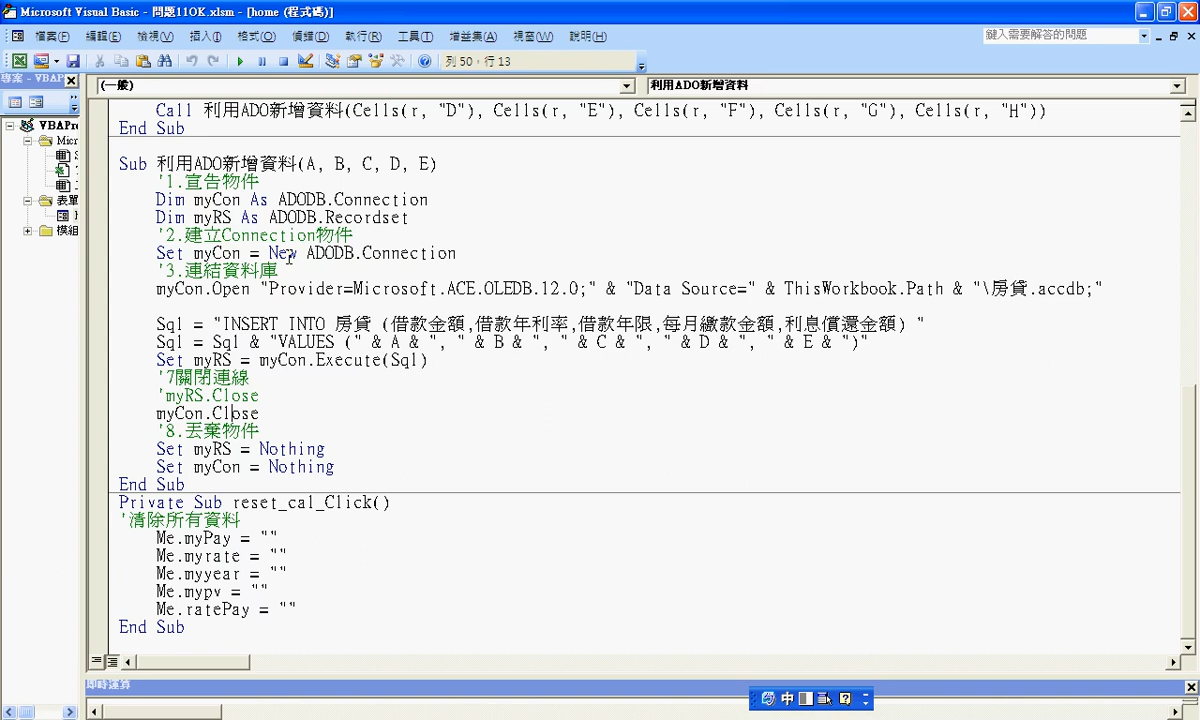 Microsoft Visual Basic - 問題11OK.xlsm - [home (程式碼)]
檔案(F) 編輯(E) 檢視(V) 插入(I) 格式(O) 偵錯(D) 執行(R) 工具(T) 增益集(A) 視窗(W) 說明(H)
鍵入需要解答的問題
列 50，行 13
專案 - VBAP
(一般)
利用ADO新增資料
VBAPr
Micr
表單
模組
Call 利用ADO新增資料(Cells(r, "D"), Cells(r, "E"), Cells(r, "F"), Cells(r, "G"), Cells(r, "H"))
End Sub
Sub 利用ADO新增資料(A, B, C, D, E)
'1.宣告物件
Dim myCon As ADODB.Connection
Dim myRS As ADODB.Recordset
'2.建立Connection物件
Set myCon = New ADODB.Connection
'3.連結資料庫
myCon.Open "Provider=Microsoft.ACE.OLEDB.12.0;" & "Data Source=" & ThisWorkbook.Path & "\房貸.accdb;"
Sql = "INSERT INTO 房貸 (借款金額,借款年利率,借款年限,每月繳款金額,利息償還金額) "
Sql = Sql & "VALUES (" & A & ", " & B & ", " & C & ", " & D & ", " & E & ")"
Set myRS = myCon.Execute(Sql)
'7關閉連線
'myRS.Close
myCon.Close
'8.丟棄物件
Set myRS = Nothing
Set myCon = Nothing
End Sub
Private Sub reset_cal_Click()
'清除所有資料
Me.myPay = ""
Me.myrate = ""
Me.myyear = ""
Me.mypv = ""
Me.ratePay = ""
End Sub
即時運算
中